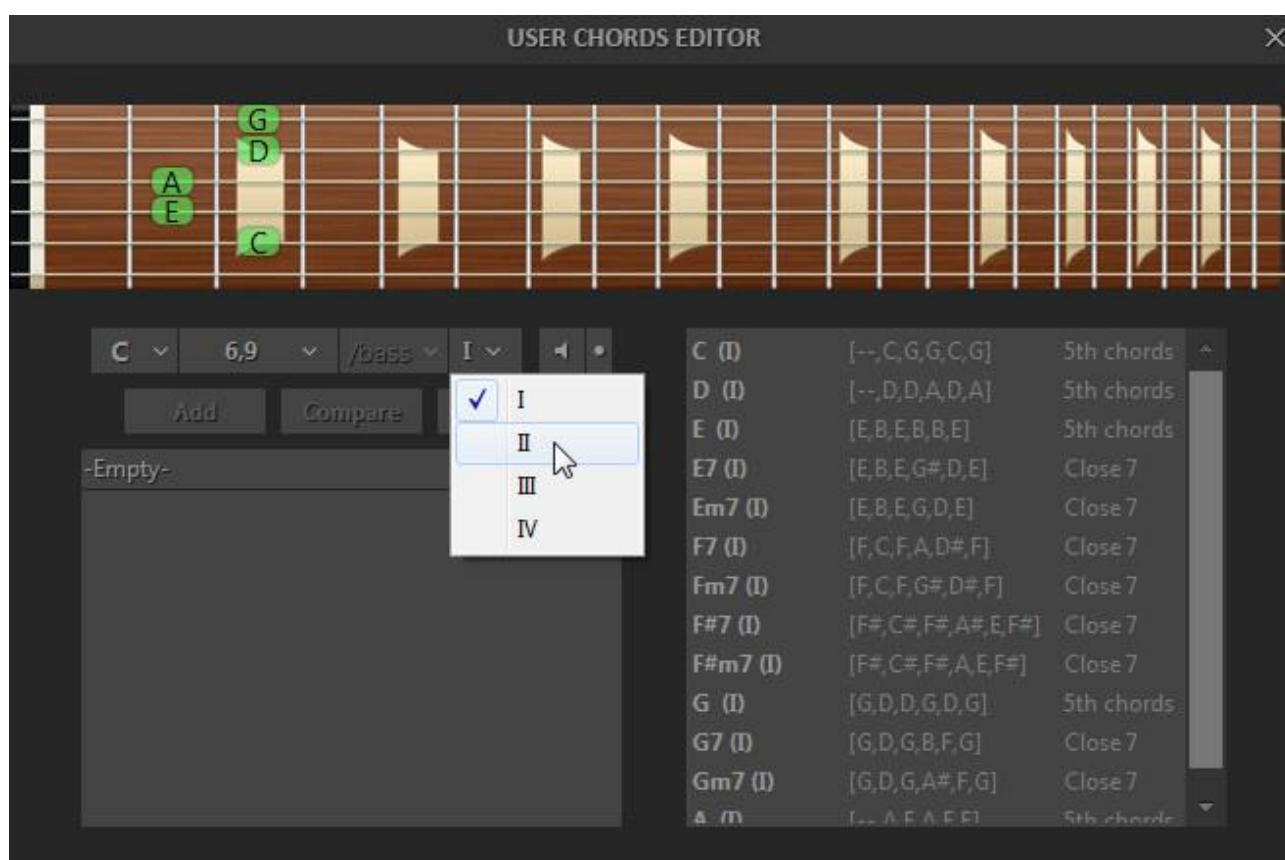 USER CHORDS EDITOR
G
D
A
E
C
C 6,9 /bass I
Add Compare
I
II
III
IV
-Empty-
C (I) [--,C,G,G,C,G] 5th chords
D (I) [--,D,D,A,D,A] 5th chords
E (I) [E,B,E,B,B,E] 5th chords
E7 (I) [E,B,E,G#,D,E] Close 7
Em7 (I) [E,B,E,G,D,E] Close 7
F7 (I) [F,C,F,A,D#,F] Close 7
Fm7 (I) [F,C,F,G#,D#,F] Close 7
F#7 (I) [F#,C#,F#,A#,E,F#] Close 7
F#m7 (I) [F#,C#,F#,A,E,F#] Close 7
G (I) [G,D,D,G,D,G] 5th chords
G7 (I) [G,D,G,B,F,G] Close 7
Gm7 (I) [G,D,G,A#,F,G] Close 7
A (I) 5th chords